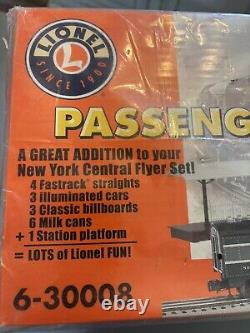 LIONEL
L
SINCE 1900
PASSENG
A GREAT ADDITION to your
New York Central Flyer Set!
4 Fastrack® straights
3 illuminated cars
3 Classic billboards
6 Milk cans
+ 1 Station platform
= LOTS of Lionel FUN!
6-30008